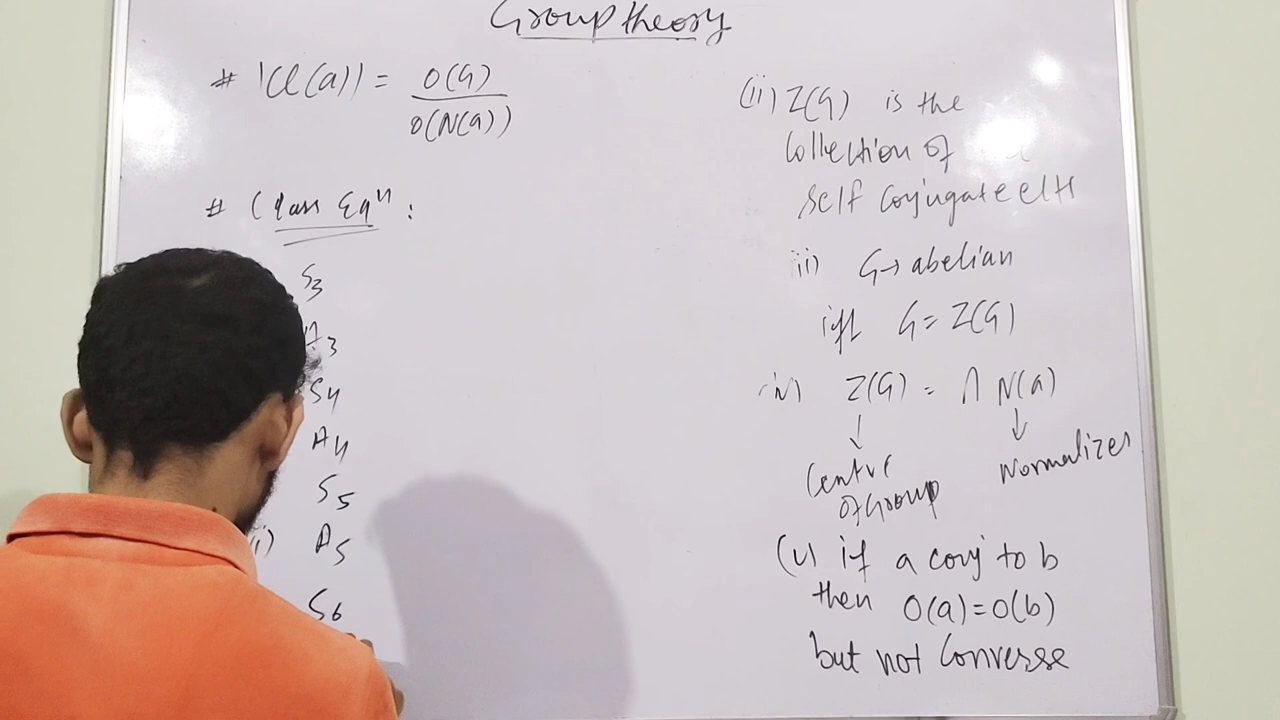 Group theory
# |Cl(a)| = O(G)
O(N(a))
# Class Eqⁿ :
S3
A3
S4
A4
S5
i) A5
S6
(ii) Z(G) is the
Collection of
self conjugate elts
iii) G→abelian
iff G = Z(G)
iv) Z(G) = ∩ N(a)
↓ ↓
Centre Normalizer
of Group
(v) if a conj to b
then O(a)=O(b)
but not Converse